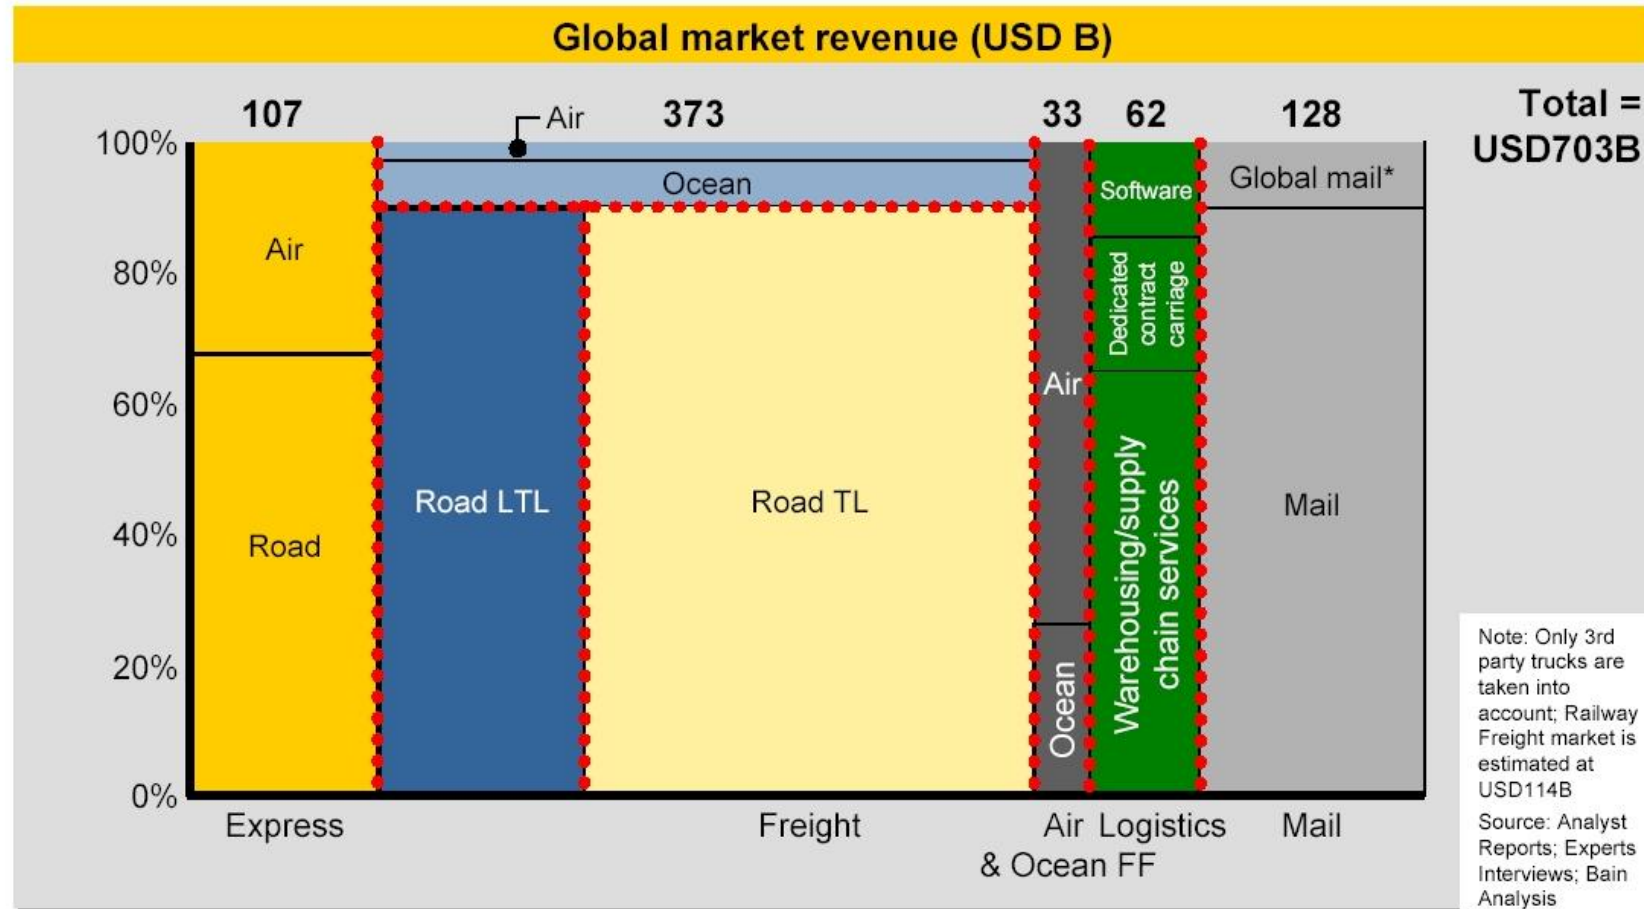 Global market revenue (USD B)
107
Air
373
33
62
128
Total =
USD703B
100%
80%
60%
40%
20%
0%
Air
Road
Ocean
Road LTL
Road TL
Air
Ocean
Software
Dedicated
contract
carriage
Warehousing/supply
chain services
Global mail*
Mail
Express
Freight
Air
& Ocean FF
Logistics
Mail
Note: Only 3rd
party trucks are
taken into
account; Railway
Freight market is
estimated at
USD114B
Source: Analyst
Reports; Experts
Interviews; Bain
Analysis